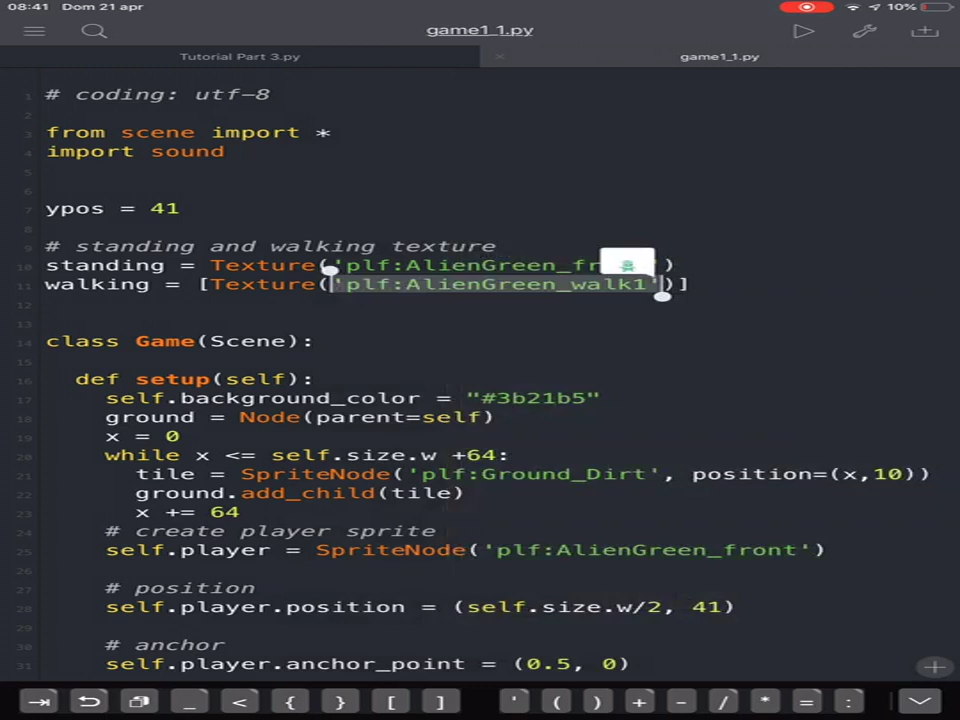 08:41 Dom 21 apr 10%
game1_1.py
Tutorial Part 3.py
game1_1.py
1 # coding: utf-8
2
3 from scene import *
4 import sound
5
6
7 ypos = 41
8
9 # standing and walking texture
10 standing = Texture('plf:AlienGreen_fr )
11 walking = [Texture('plf:AlienGreen_walk1')]
12
13
14 class Game(Scene):
15
16 def setup(self):
17 self.background_color = "#3b21b5"
18 ground = Node(parent=self)
19 x = 0
20 while x <= self.size.w +64:
21 tile = SpriteNode('plf:Ground_Dirt', position=(x,10))
22 ground.add_child(tile)
23 x += 64
24 # create player sprite
25 self.player = SpriteNode('plf:AlienGreen_front')
26
27 # position
28 self.player.position = (self.size.w/2, 41)
29
30 # anchor
31 self.player.anchor_point = (0.5, 0)
_ < { } [ ] ' ( ) + - / * = :